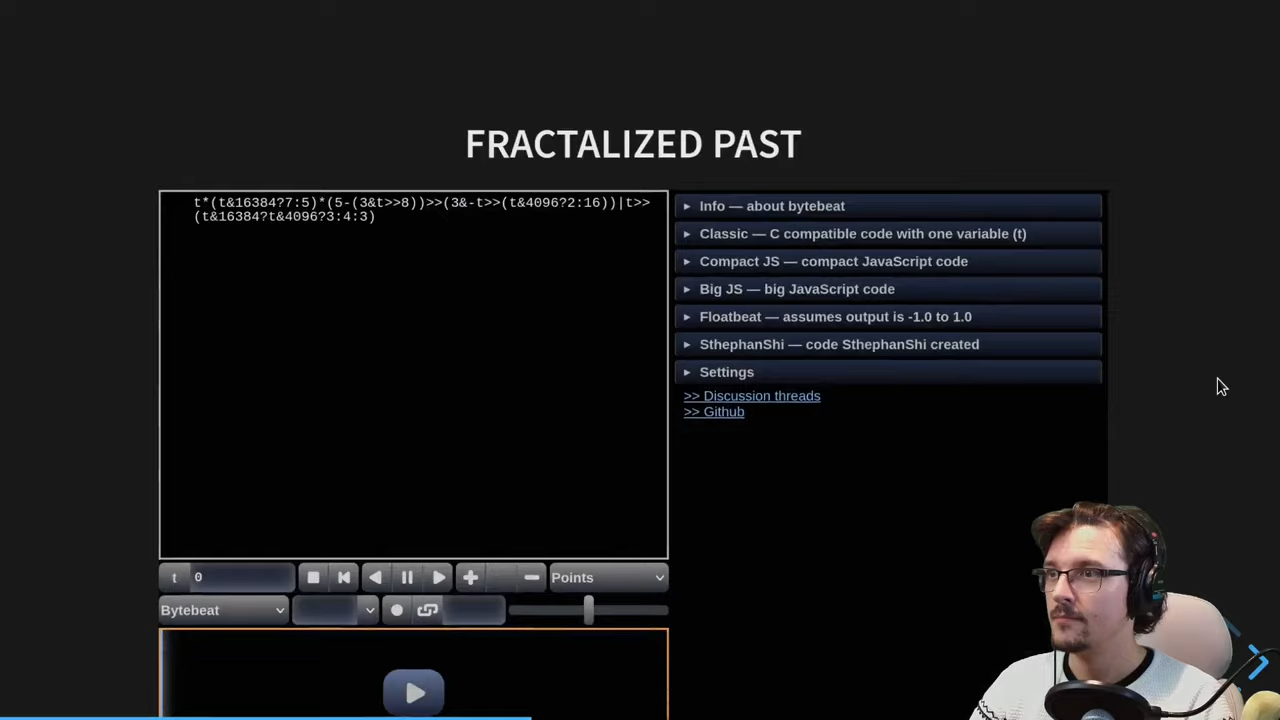 FRACTALIZED PAST
t*(t&16384?7:5)*(5-(3&t>>8))>>(3&-t>>(t&4096?2:16))|t>>
(t&16384?t&4096?3:4:3)
Info — about bytebeat
Classic — C compatible code with one variable (t)
Compact JS — compact JavaScript code
Big JS — big JavaScript code
Floatbeat — assumes output is -1.0 to 1.0
SthephanShi — code SthephanShi created
Settings
>> Discussion threads
>> Github
t 0
Points
Bytebeat